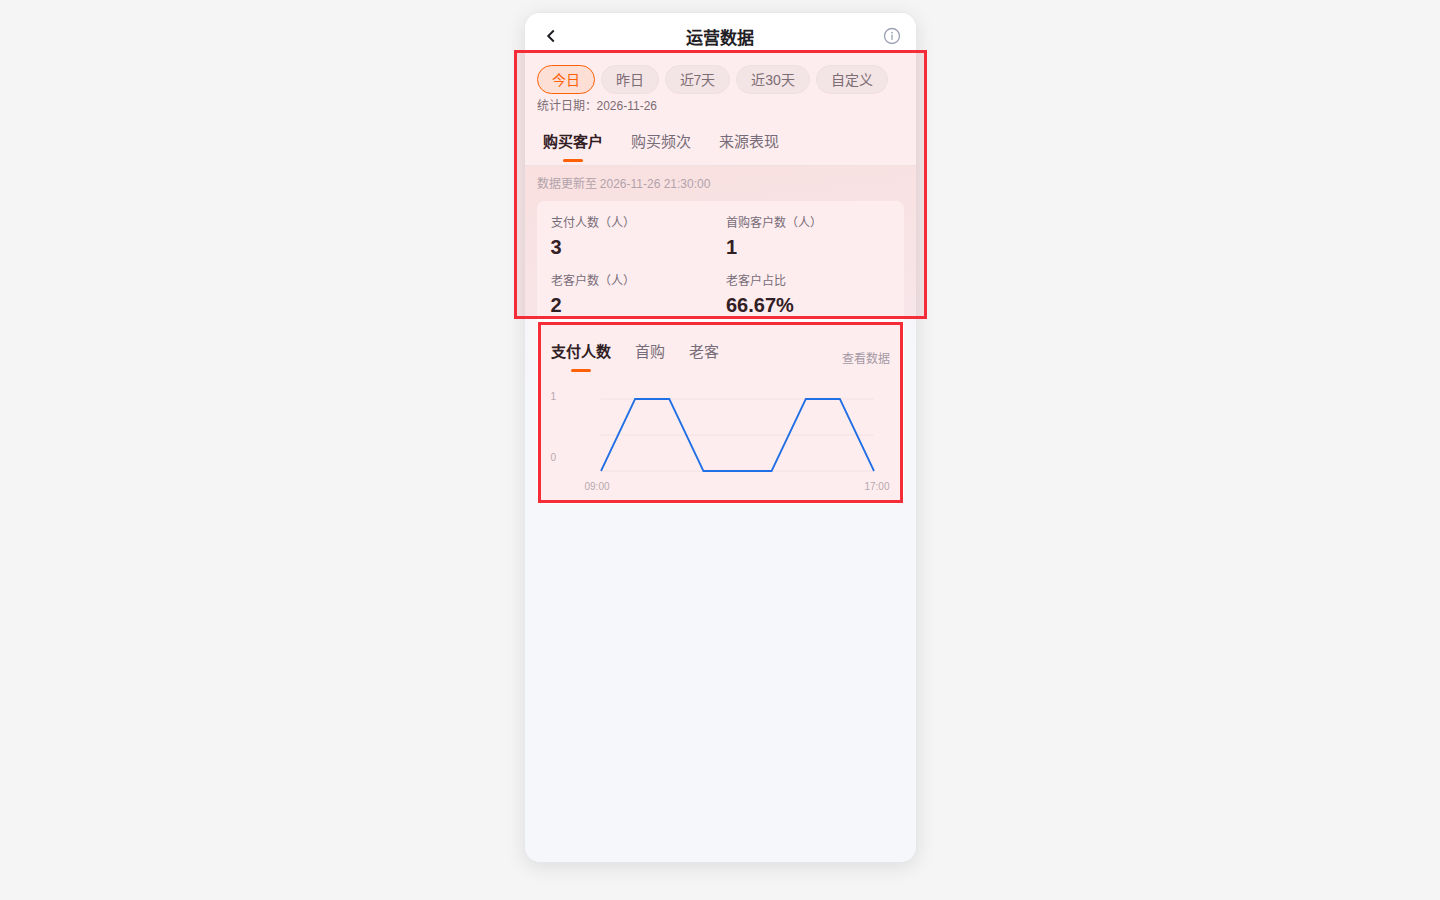 运营数据
今日 昨日 近7天 近30天 自定义
统计日期：2026-11-26
购买客户 购买频次 来源表现
数据更新至 2026-11-26 21:30:00
支付人数（人） 首购客户数（人）
3 1
老客户数（人） 老客户占比
2 66.67%
支付人数 首购 老客 查看数据
1
0
09:00 17:00